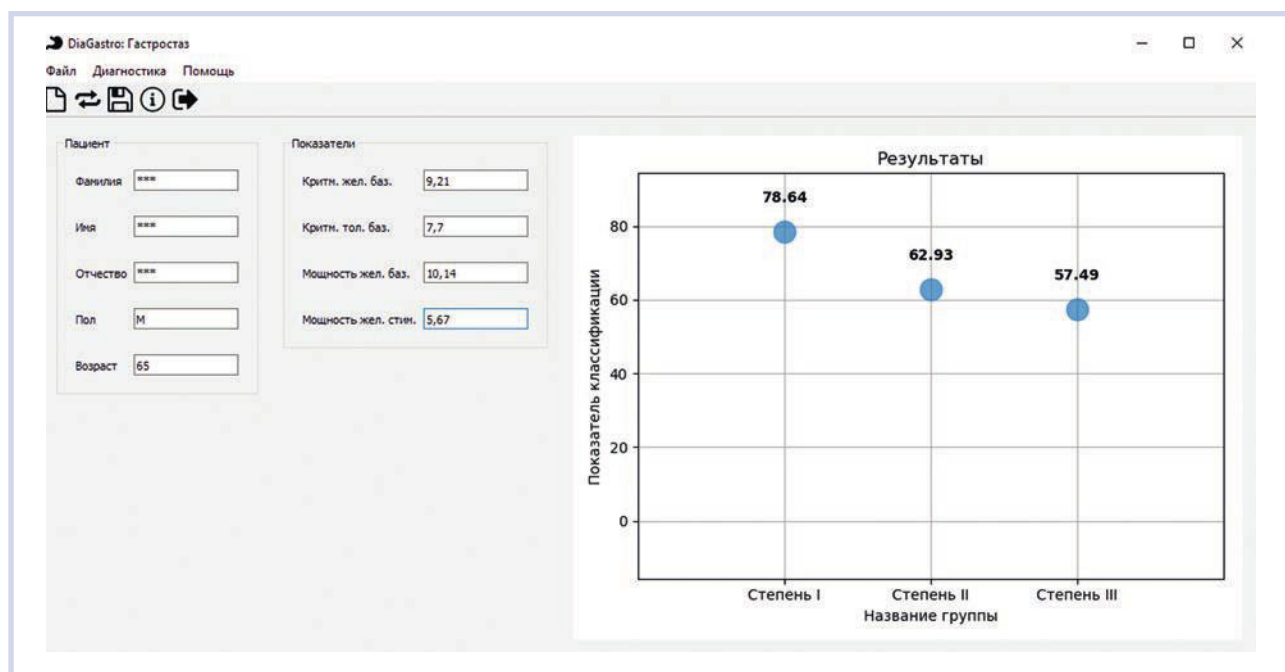 DiaGastro: Гастростаз
Файл Диагностика Помощь
Пациент
Фамилия ***
Имя ***
Отчество ***
Пол М
Возраст 65
Показатели
Критм. жел. баз. 9,21
Критм. тол. баз. 7,7
Мощность жел. баз. 10,14
Мощность жел. стим. 5,67
Результаты
78.64
62.93
57.49
Показатель классификации
80
60
40
20
0
Степень I Степень II Степень III
Название группы